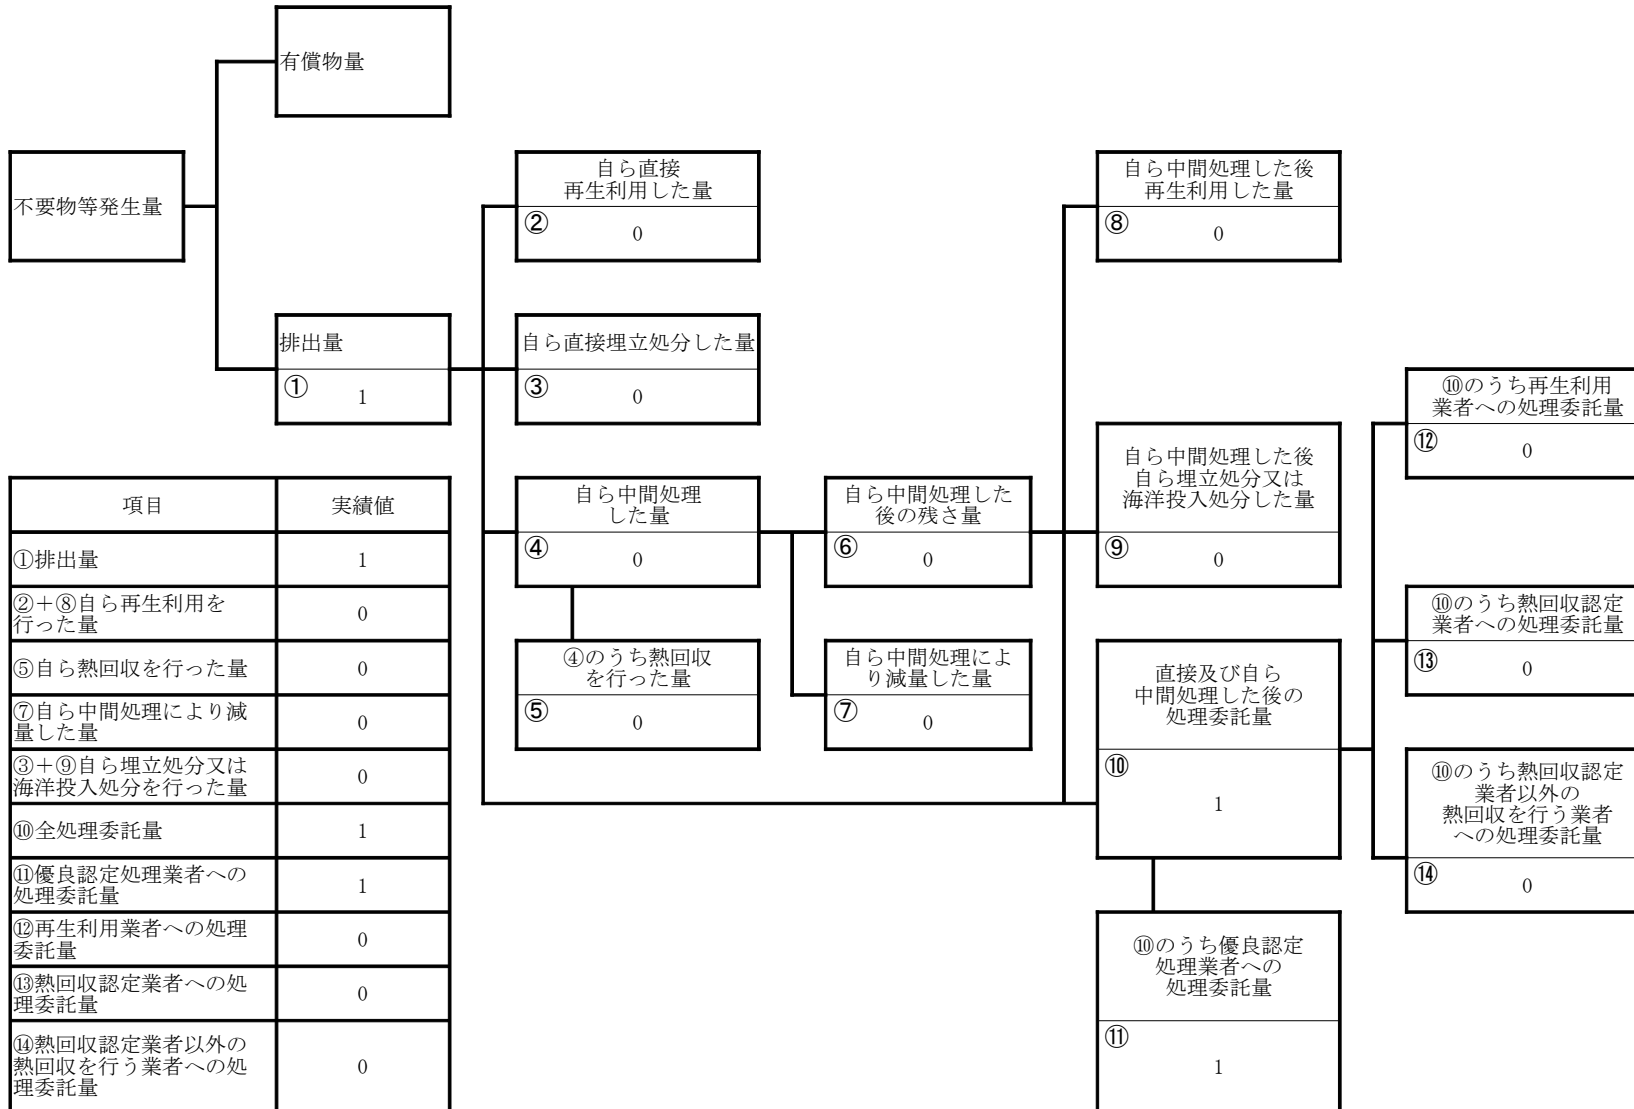 有償物量
不要物等発生量
自ら直接
再生利用した量
②
0
自ら中間処理した後
再生利用した量
⑧
0
排出量
①
1
自ら直接埋立処分した量
③
0
⑩のうち再生利用
業者への処理委託量
⑫
0
自ら中間処理
した量
④
0
自ら中間処理した
後の残さ量
⑥
0
自ら中間処理した後
自ら埋立処分又は
海洋投入処分した量
⑨
0
④のうち熱回収
を行った量
⑤
0
自ら中間処理によ
り減量した量
⑦
0
直接及び自ら
中間処理した後の
処理委託量
⑩
1
⑩のうち熱回収認定
業者への処理委託量
⑬
0
⑩のうち熱回収認定
業者以外の
熱回収を行う業者
への処理委託量
⑭
0
⑩のうち優良認定
処理業者への
処理委託量
⑪
1
項目 実績値
①排出量 1
②＋⑧自ら再生利用を
行った量 0
⑤自ら熱回収を行った量 0
⑦自ら中間処理により減
量した量 0
③＋⑨自ら埋立処分又は
海洋投入処分を行った量 0
⑩全処理委託量 1
⑪優良認定処理業者への
処理委託量 1
⑫再生利用業者への処理
委託量 0
⑬熱回収認定業者への処
理委託量 0
⑭熱回収認定業者以外の
熱回収を行う業者への処
理委託量 0